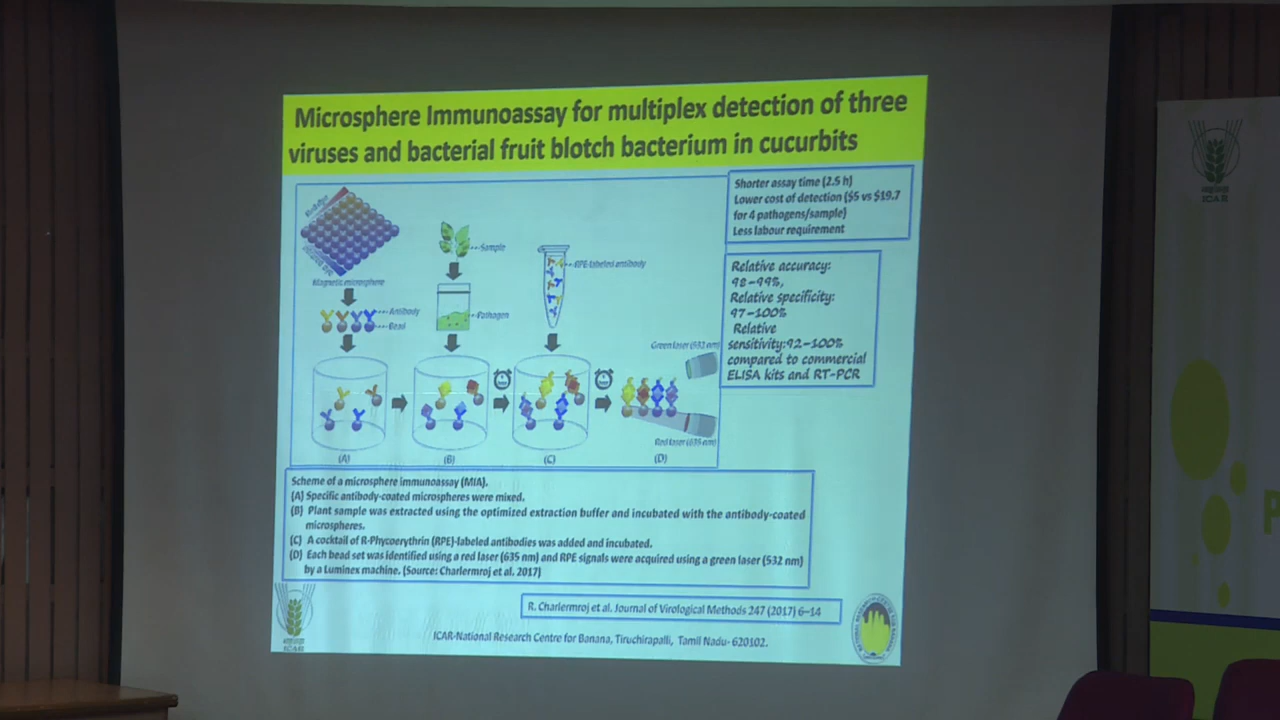 Microsphere Immunoassay for multiplex detection of three
viruses and bacterial fruit blotch bacterium in cucurbits
Shorter assay time (2.5 h)
Lower cost of detection ($5 vs $19.7
for 4 pathogens/sample)
Less labour requirement
Relative accuracy:
98-99%,
Relative specificity:
97-100%
Relative
sensitivity:92-100%
compared to commercial
ELISA kits and RT-PCR
Magnetic microsphere
Antibody
Bead
Sample
Pathogen
RPE-labeled antibody
Green laser (532 nm)
Red laser (635 nm)
(A)
(B)
(C)
(D)
Scheme of a microsphere immunoassay (MIA).
(A) Specific antibody-coated microspheres were mixed.
(B) Plant sample was extracted using the optimized extraction buffer and incubated with the antibody-coated
microspheres.
(C) A cocktail of R-Phycoerythrin (RPE)-labeled antibodies was added and incubated.
(D) Each bead set was identified using a red laser (635 nm) and RPE signals were acquired using a green laser (532 nm)
by a Luminex machine. (Source: Charlermroj et al. 2017)
R. Charlermroj et al. Journal of Virological Methods 247 (2017) 6-14
ICAR-National Research Centre for Banana, Tiruchirapalli, Tamil Nadu- 620102.
ICAR
ICAR